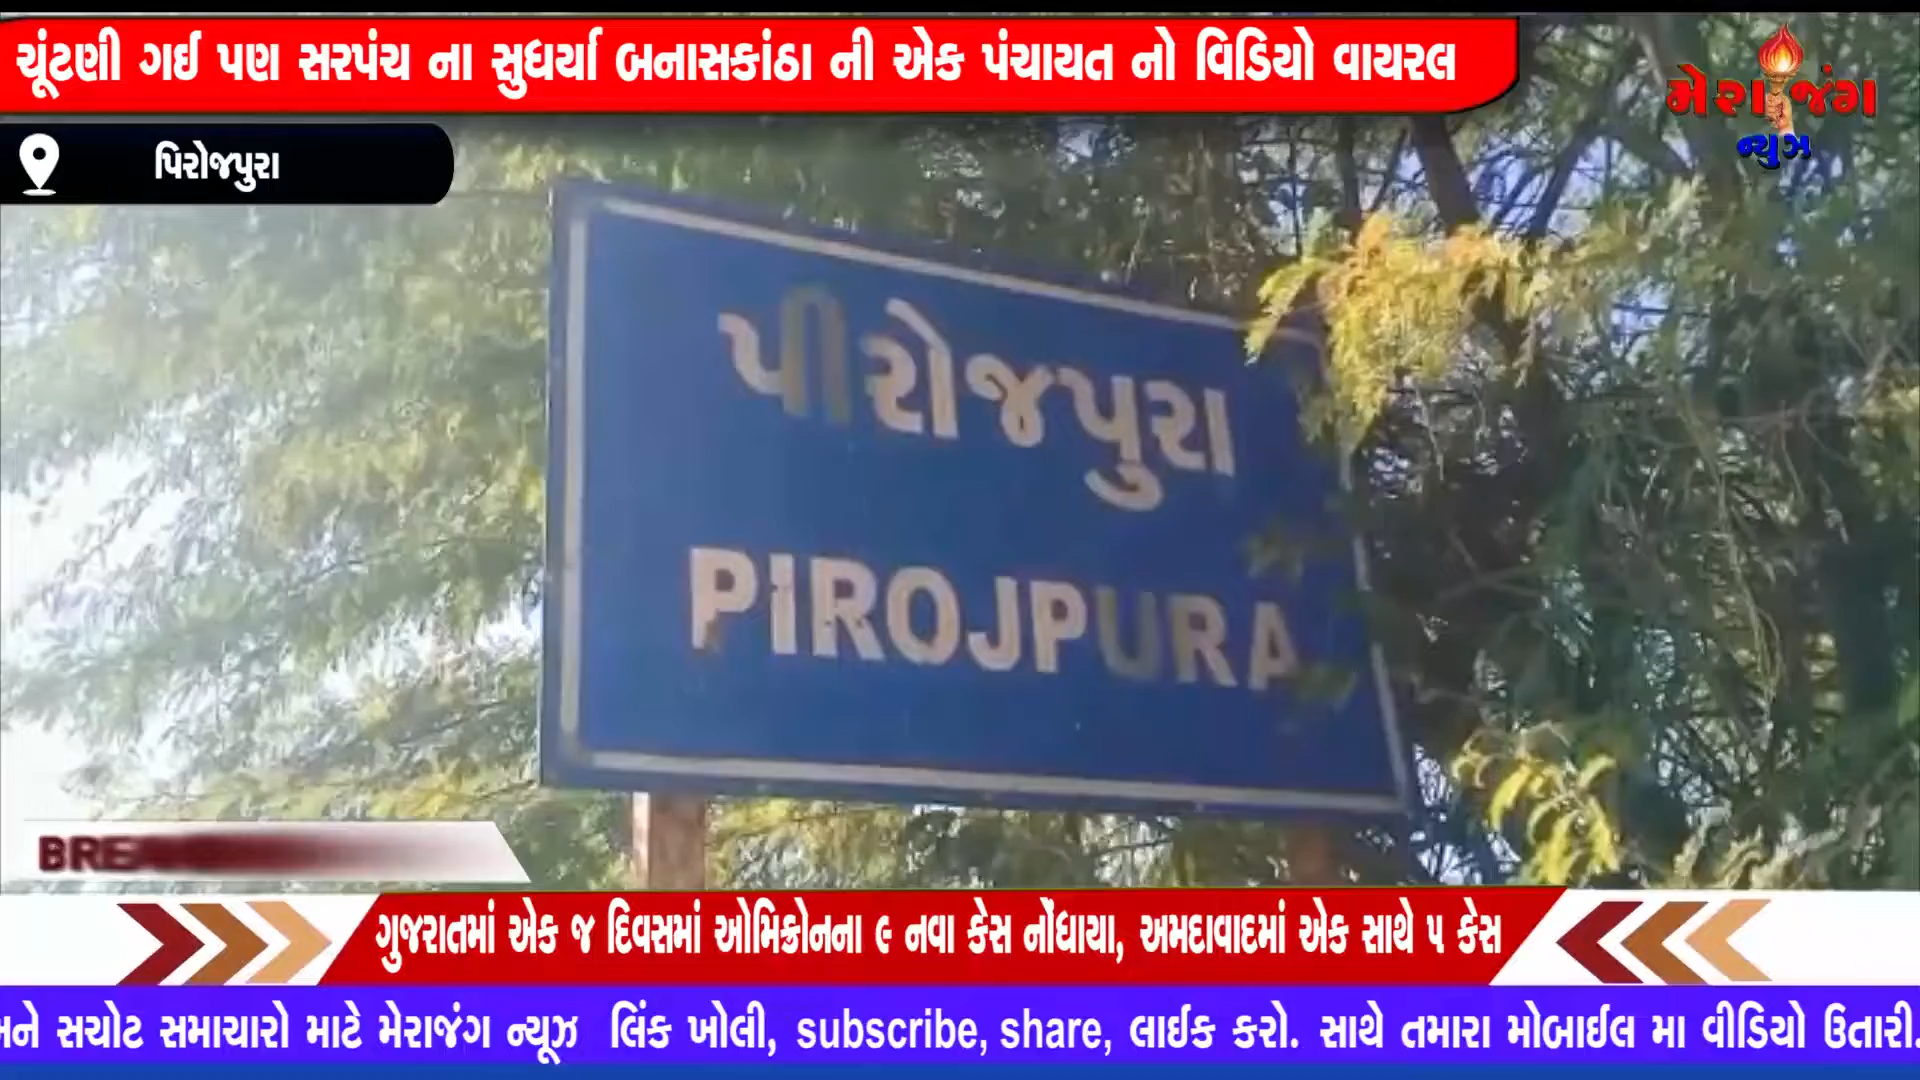 ચૂંટણી ગઈ પણ સરપંચ ના સુધર્યા બનાસકાંઠા ની એક પંચાયત નો વિડિયો વાયરલ
મેરા જંગ
ન્યુઝ
પિરોજપુરા
પીરોજપુરા
PIROJPURA
ગુજરાતમાં એક જ દિવસમાં ઓમિક્રોનના ૯ નવા કેસ નોંધાયા, અમદાવાદમાં એક સાથે ૫ કેસ
સચોટ સમાચારો માટે મેરાજંગ ન્યૂઝ લિંક ખોલી, subscribe, share, લાઈક કરો. સાથે તમારા મોબાઈલ મા વીડિયો ઉતારી.